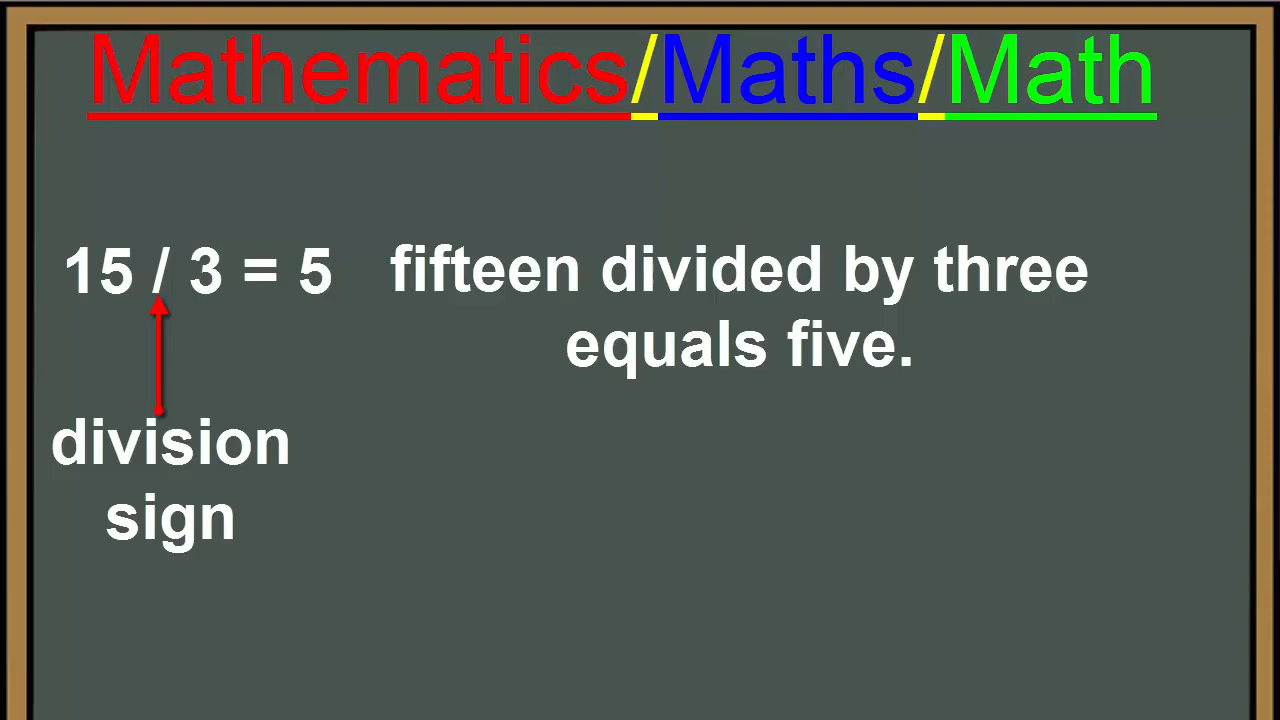 Mathematics/Maths/Math
15 / 3 = 5 fifteen divided by three
equals five.
division
sign